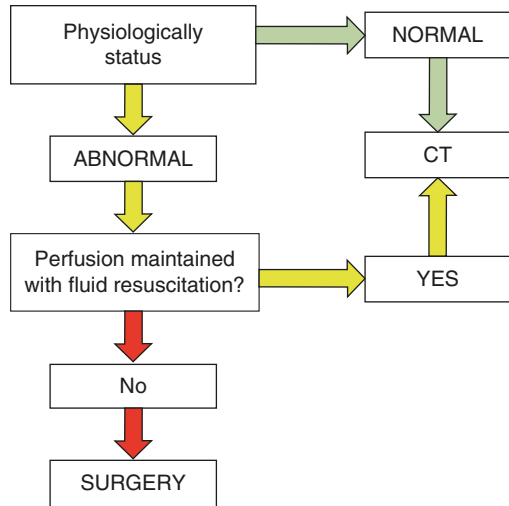 Physiologically
status
NORMAL
ABNORMAL
CT
Perfusion maintained
with fluid resuscitation?
YES
No
SURGERY